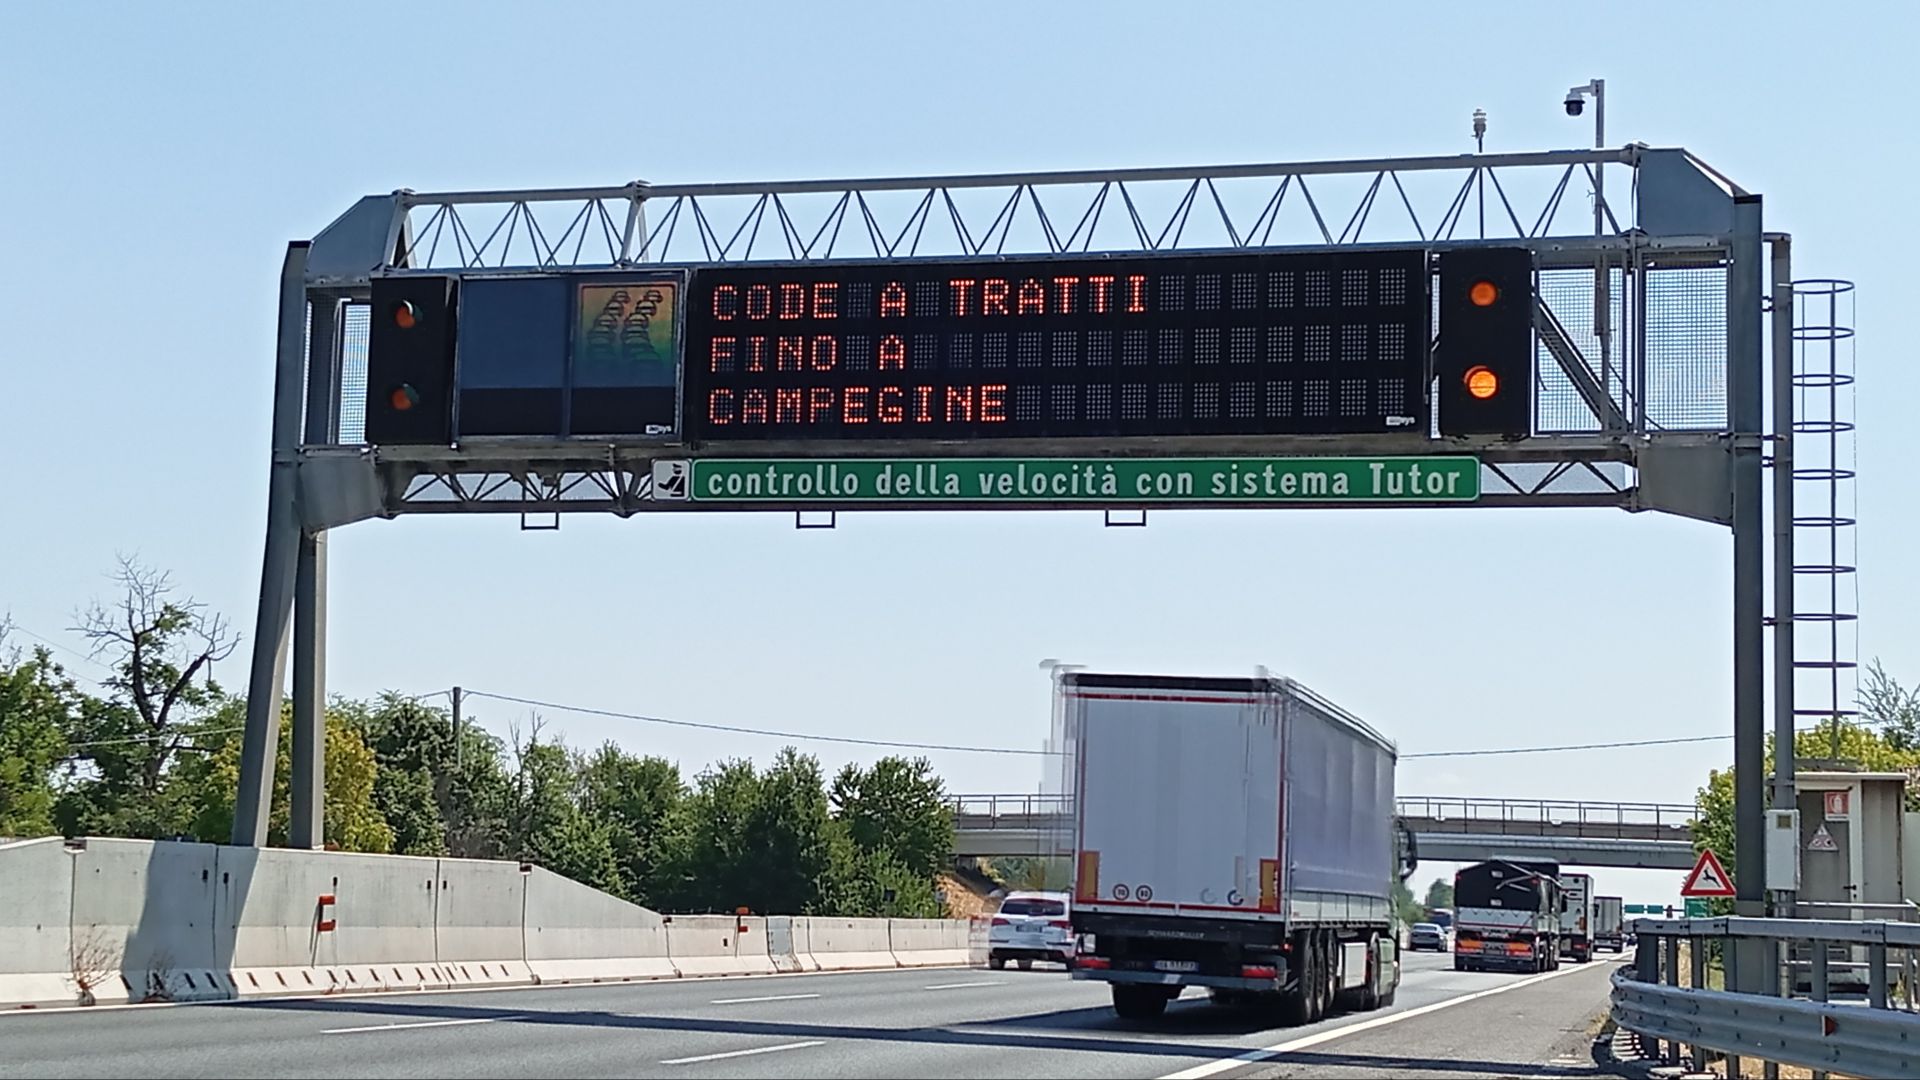 CODE A TRATTI
FINO A
CAMPEGINE
controllo della velocità con sistema Tutor